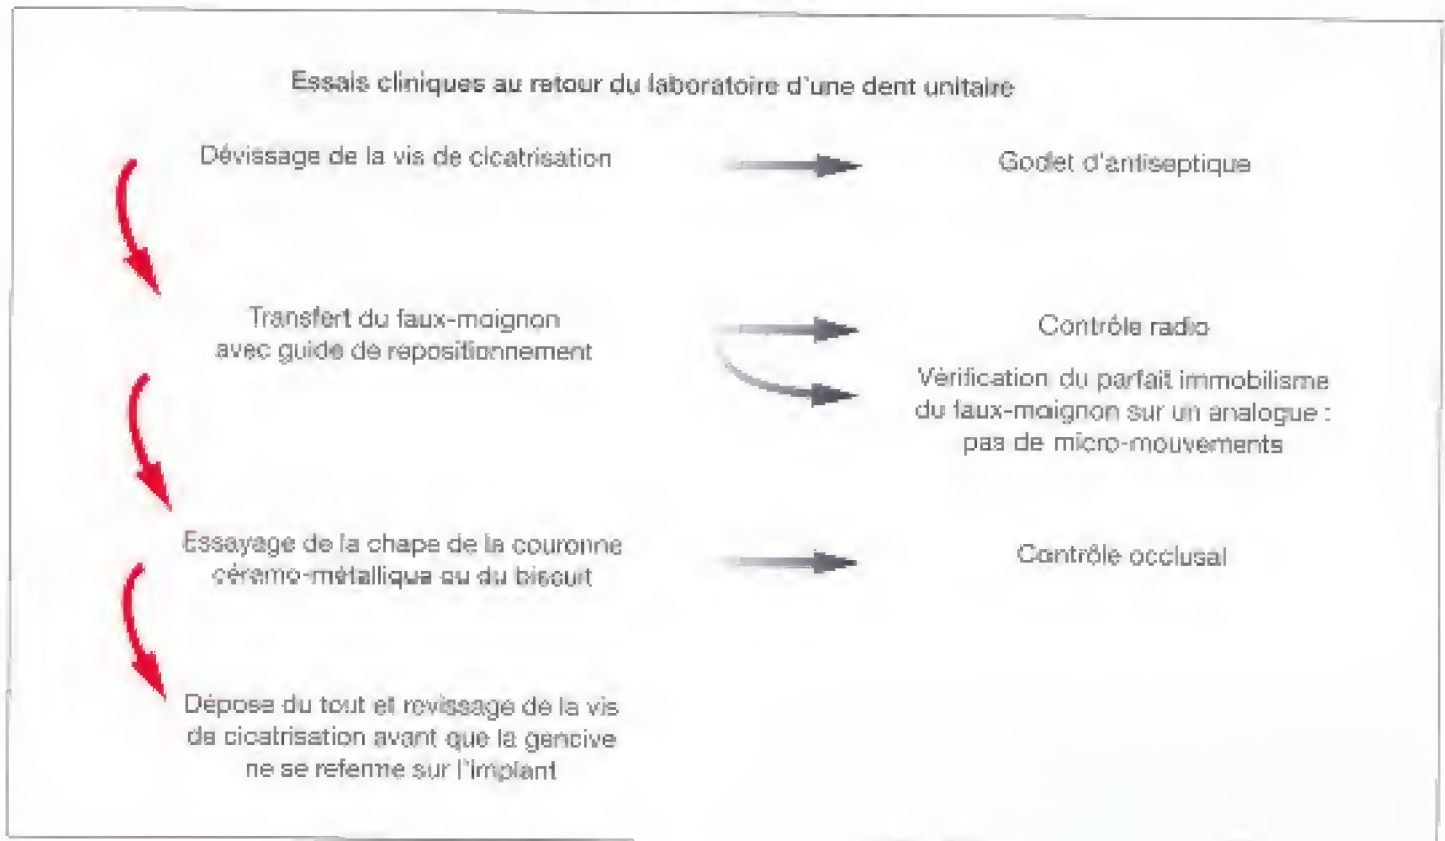 Essais cliniques au retour du laboratoire d'une dent unitaire
Dévissage de la vis de cicatrisation
Godet d'antiseptique
Transfert du faux-moignon
avec guide de repositionnement
Contrôle radio
Vérification du parfait immobilisme
du faux-moignon sur un analogue :
pas de micro-mouvements
Essayage de la chape de la couronne
céramo-métallique ou du biscuit
Contrôle occlusal
Dépose du tout et revissage de la vis
de cicatrisation avant que la gencive
ne se referme sur l'implant